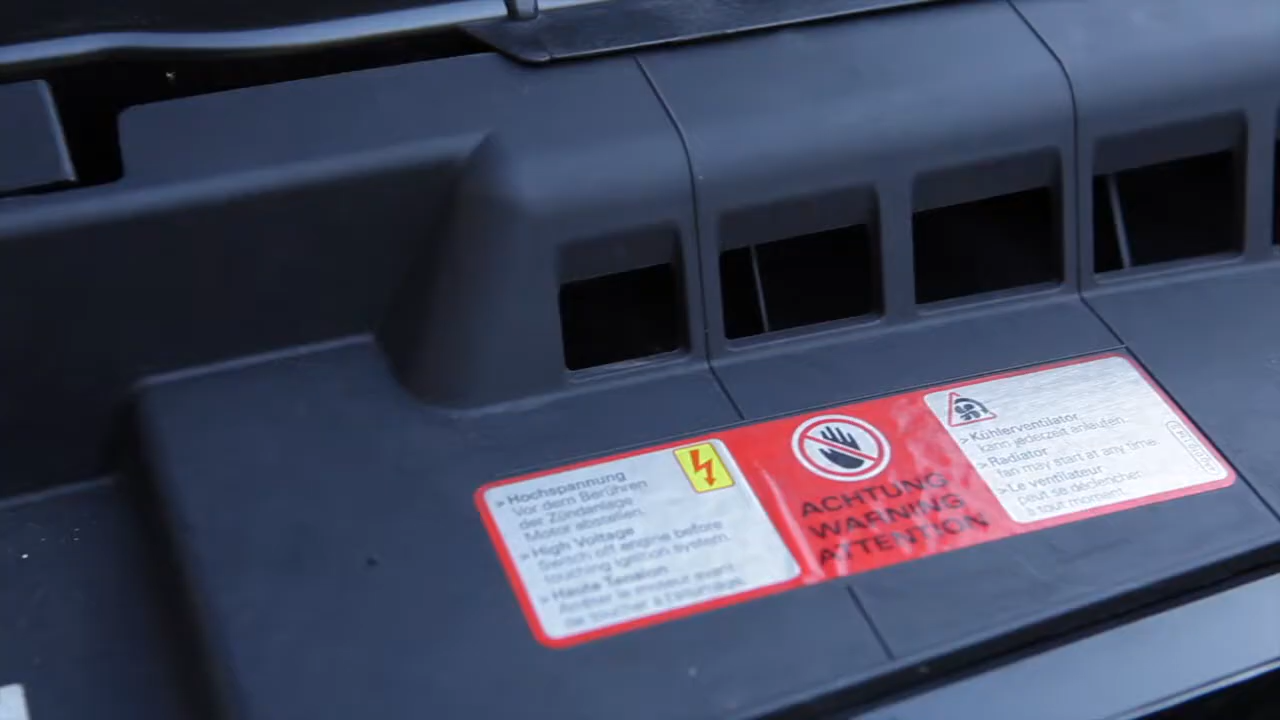 > Hochspannung
Vor dem Berühren
der Zündanlage
Motor abstellen.
> High Voltage
Switch off engine before
touching ignition system.
> Haute Tension
Arrêter le moteur avant
de toucher à l'allumage.
ACHTUNG
WARNING
ATTENTION
> Kühlerventilator
kann jederzeit anlaufen.
> Radiator
fan may start at any time.
> Le ventilateur
peut se déclencher
à tout moment.